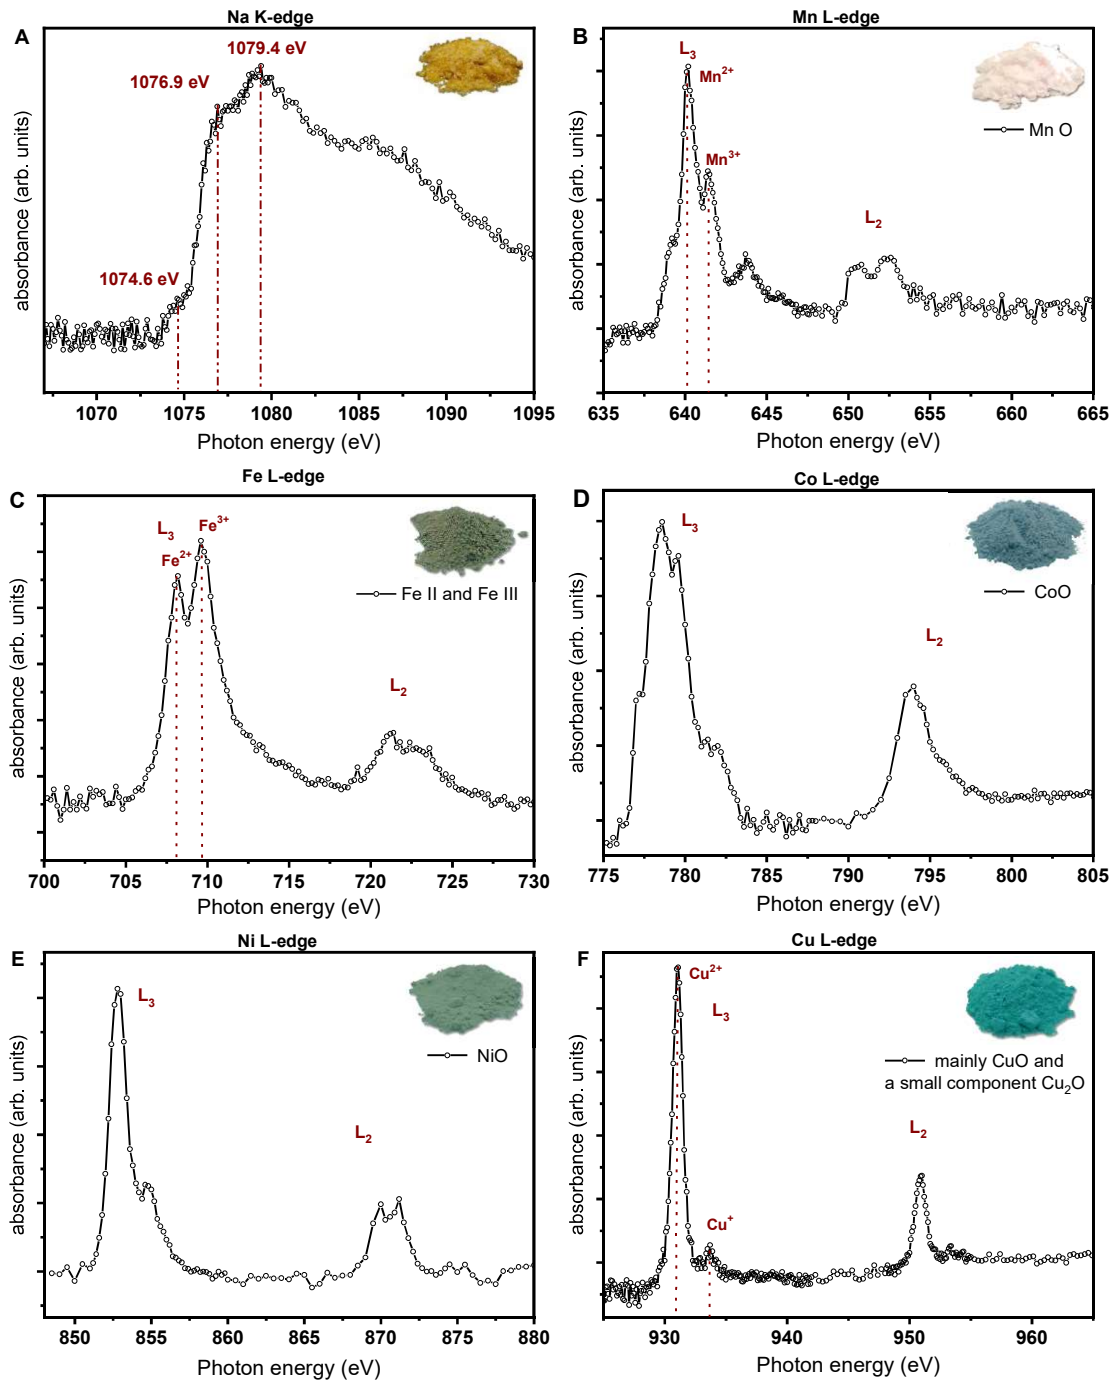 Na K-edge
A
1079.4 eV
1076.9 eV
1074.6 eV
absorbance (arb. units)
1070 1075 1080 1085 1090 1095
Photon energy (eV)
Mn L-edge
B
L3
Mn2+
Mn O
Mn3+
L2
absorbance (arb. units)
635 640 645 650 655 660 665
Photon energy (eV)
Fe L-edge
C
L3
Fe3+
Fe2+
Fe II and Fe III
L2
absorbance (arb. units)
700 705 710 715 720 725 730
Photon energy (eV)
Co L-edge
D
L3
CoO
L2
absorbance (arb. units)
775 780 785 790 795 800 805
Photon energy (eV)
Ni L-edge
E
L3
NiO
L2
absorbance (arb. units)
850 855 860 865 870 875 880
Photon energy (eV)
Cu L-edge
F
Cu2+
L3
mainly CuO and
a small component Cu2O
L2
Cu+
absorbance (arb. units)
930 940 950 960
Photon energy (eV)